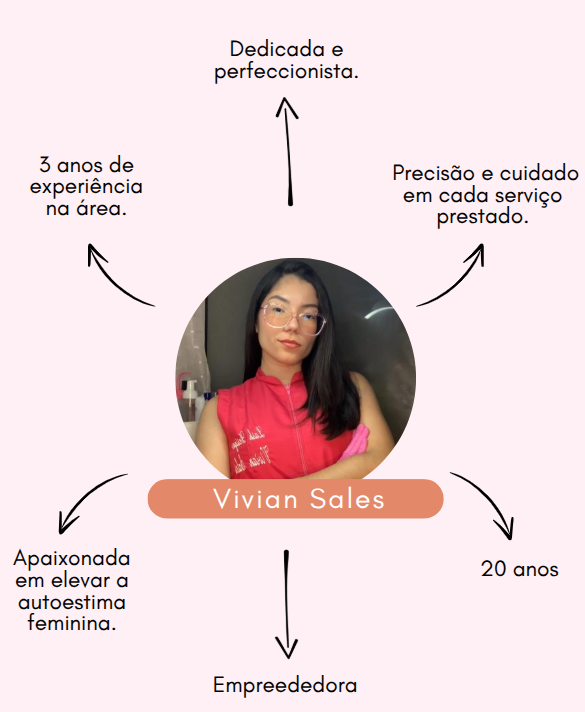 Dedicada e
perfeccionista.
3 anos de
experiência
na área.
Precisão e cuidado
em cada serviço
prestado.
Vivian Sales
Apaixonada
em elevar a
autoestima
feminina.
20 anos
Empreededora